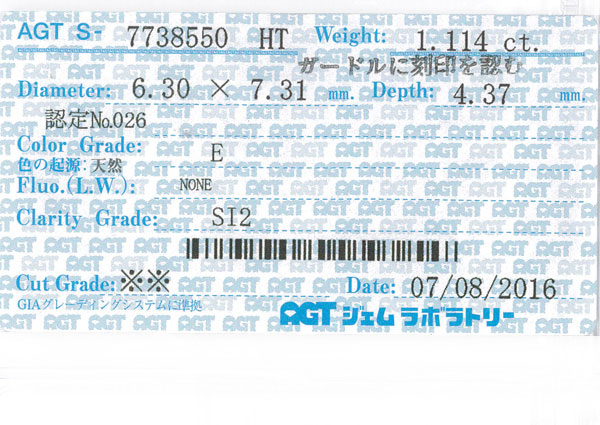 AGT S- 7738550 HT Weight: 1.114 ct.
ガードルに刻印を認む
Diameter: 6.30 × 7.31 mm. Depth: 4.37 mm.
認定No.026
Color Grade: E
色の起源:天然
Fluo.(L.W.): NONE
Clarity Grade: SI2
Cut Grade: ※※ Date: 07/08/2016
GIAグレーディングシステムに準拠
AGT ジェム ラボラトリー